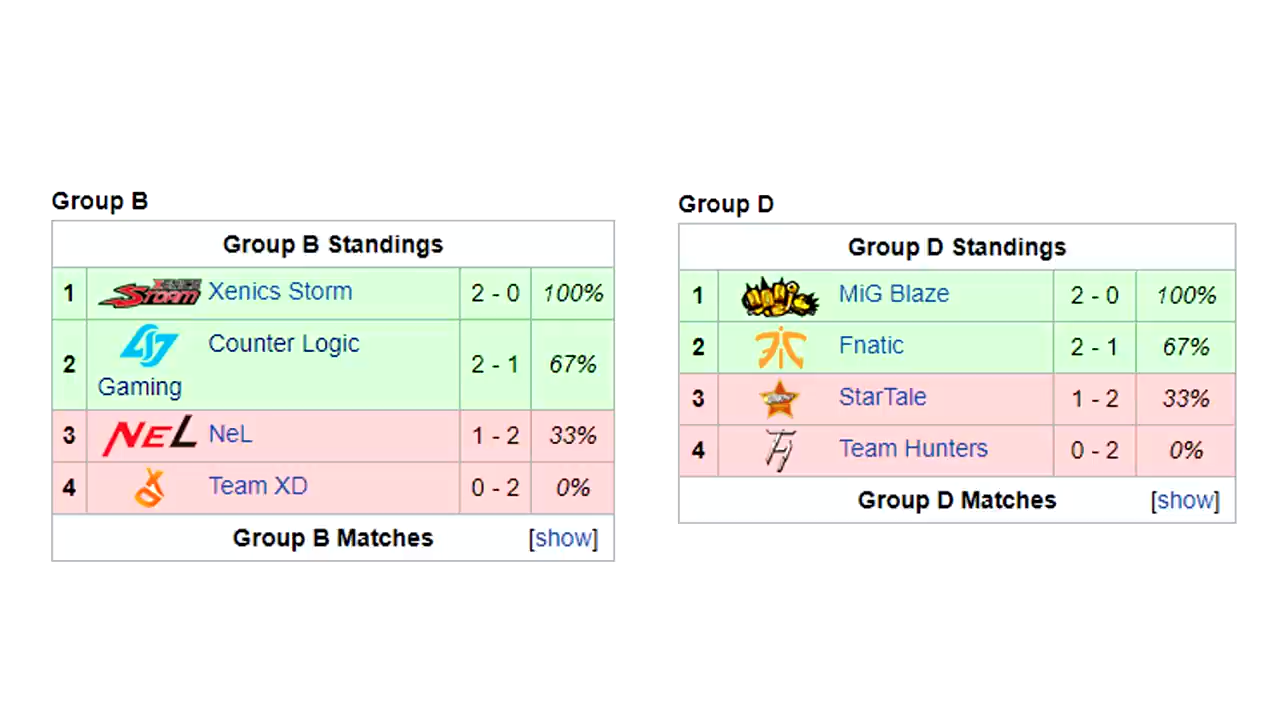 Group B
Group B Standings
1 XENICS STORM Xenics Storm 2 - 0 100%
2 Counter Logic Gaming 2 - 1 67%
3 NEL NeL 1 - 2 33%
4 Team XD 0 - 2 0%
Group B Matches [show]
Group D
Group D Standings
1 MiG Blaze 2 - 0 100%
2 Fnatic 2 - 1 67%
3 StarTale 1 - 2 33%
4 Team Hunters 0 - 2 0%
Group D Matches [show]